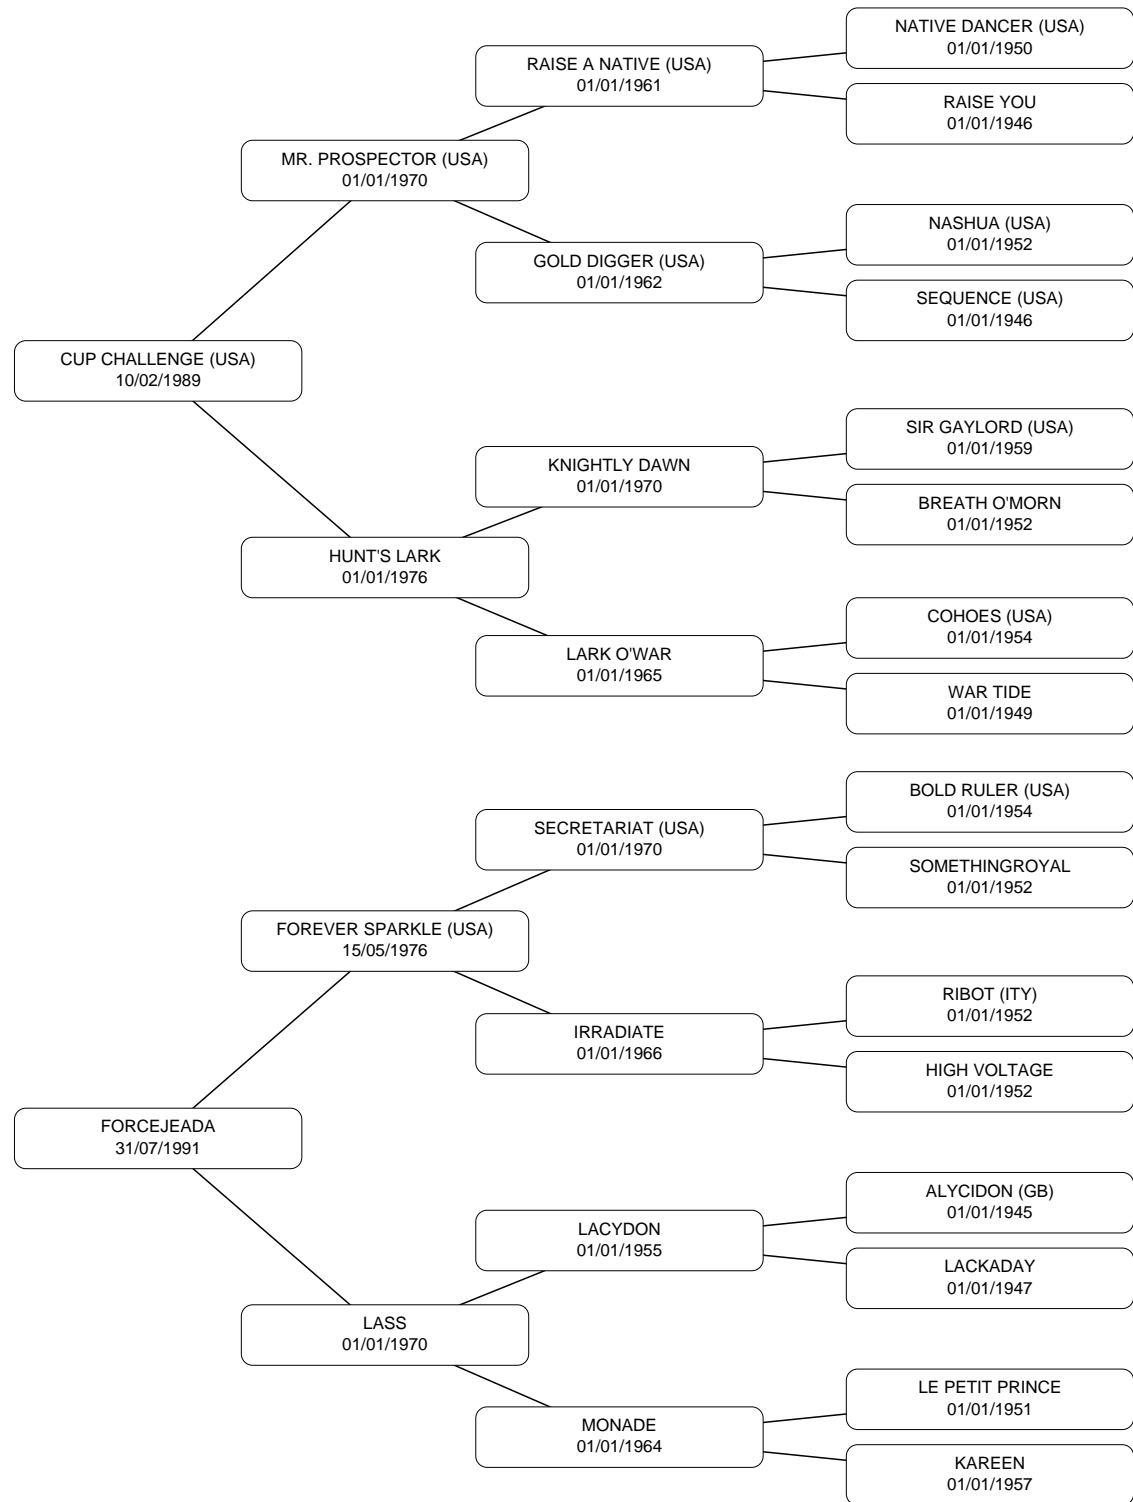 NATIVE DANCER (USA)
01/01/1950
RAISE A NATIVE (USA)
01/01/1961
RAISE YOU
01/01/1946
MR. PROSPECTOR (USA)
01/01/1970
NASHUA (USA)
01/01/1952
GOLD DIGGER (USA)
01/01/1962
SEQUENCE (USA)
01/01/1946
CUP CHALLENGE (USA)
10/02/1989
SIR GAYLORD (USA)
01/01/1959
KNIGHTLY DAWN
01/01/1970
BREATH O'MORN
01/01/1952
HUNT'S LARK
01/01/1976
COHOES (USA)
01/01/1954
LARK O'WAR
01/01/1965
WAR TIDE
01/01/1949
BOLD RULER (USA)
01/01/1954
SECRETARIAT (USA)
01/01/1970
SOMETHINGROYAL
01/01/1952
FOREVER SPARKLE (USA)
15/05/1976
RIBOT (ITY)
01/01/1952
IRRADIATE
01/01/1966
HIGH VOLTAGE
01/01/1952
FORCEJEADA
31/07/1991
ALYCIDON (GB)
01/01/1945
LACYDON
01/01/1955
LACKADAY
01/01/1947
LASS
01/01/1970
LE PETIT PRINCE
01/01/1951
MONADE
01/01/1964
KAREEN
01/01/1957